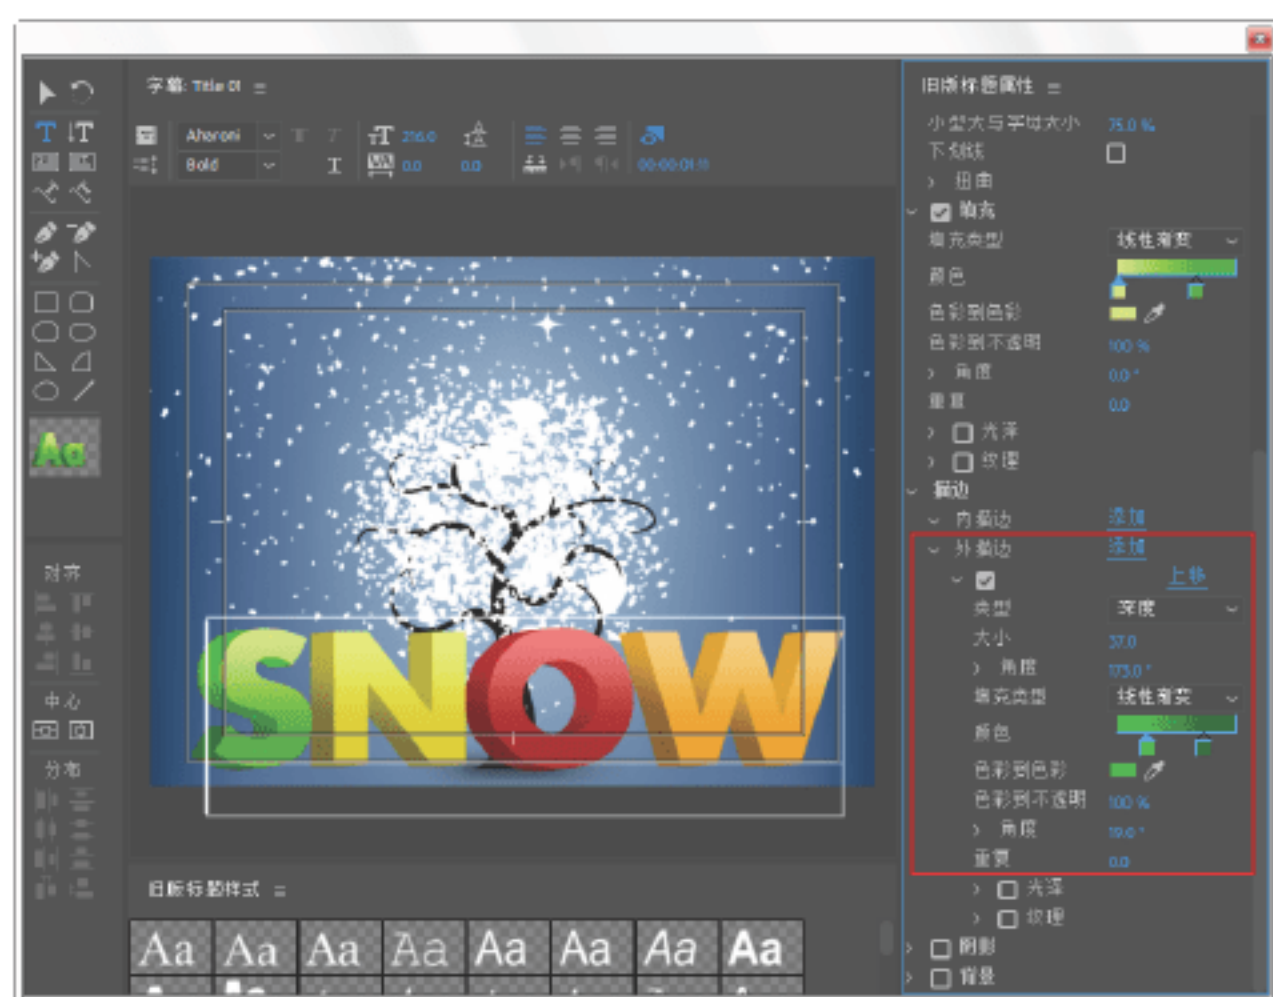 字幕: Title 01
Aharoni
T
T
216.0
Bold
0.0
0.0
00:00:01:11
Aa
对齐
中心
分布
SNOW
旧版标题样式
Aa Aa Aa Aa Aa Aa Aa Aa
旧版标题属性
小型大写字母大小 75.0 %
下划线
扭曲
填充
填充类型 线性渐变
颜色
色彩到色彩
色彩到不透明 100 %
角度 0.0 °
重复 0.0
光泽
纹理
描边
内描边 添加
外描边 添加
上移
类型 深度
大小 37.0
角度 173.0 °
填充类型 线性渐变
颜色
色彩到色彩
色彩到不透明 100 %
角度 19.0 °
重复 0.0
光泽
纹理
阴影
背景